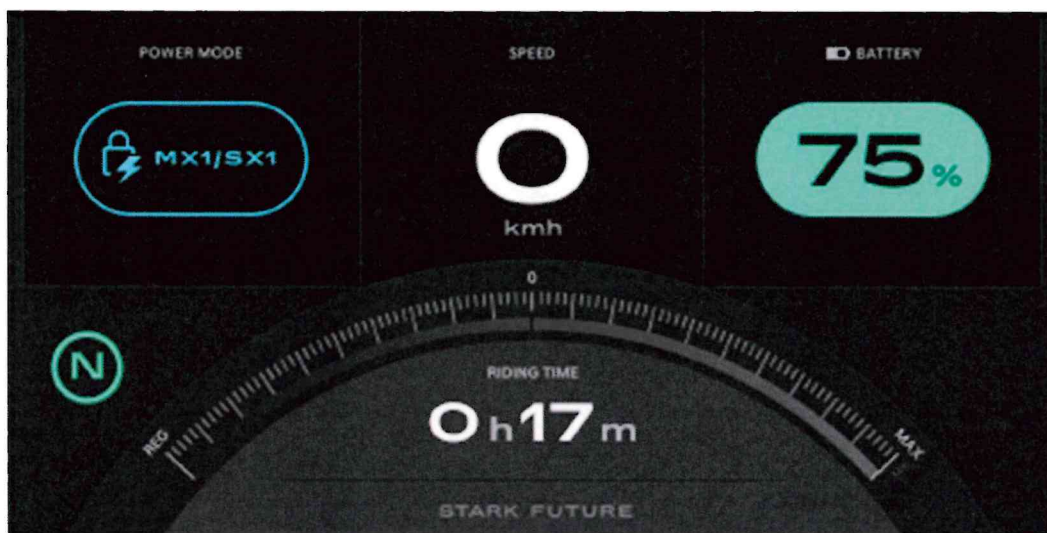 POWER MODE
SPEED
BATTERY
MX1/SX1
0
kmh
75%
0
N
REG
MAX
RIDING TIME
0h17m
STARK FUTURE